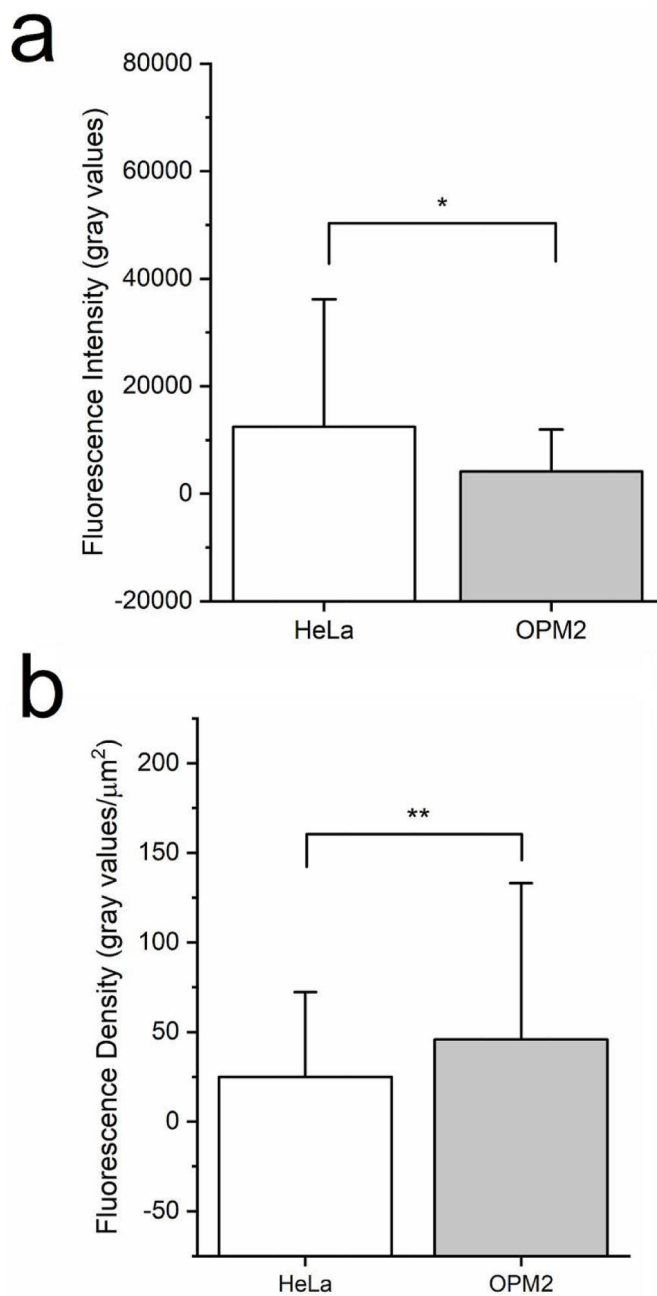 a
Fluorescence Intensity (gray values)
80000
60000
40000
20000
0
-20000
*
HeLa
OPM2
b
Fluorescence Density (gray values/μm²)
200
150
100
50
0
-50
**
HeLa
OPM2